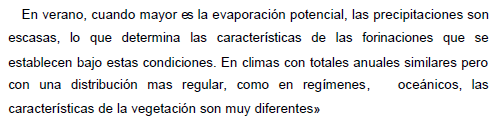 En verano, cuando mayor es la evaporación potencial, las precipitaciones son
escasas, lo que determina las características de las forinaciones que se
establecen bajo estas condiciones. En climas con totales anuales similares pero
con una distribución mas regular, como en regímenes, oceánicos, las
características de la vegetación son muy diferentes»